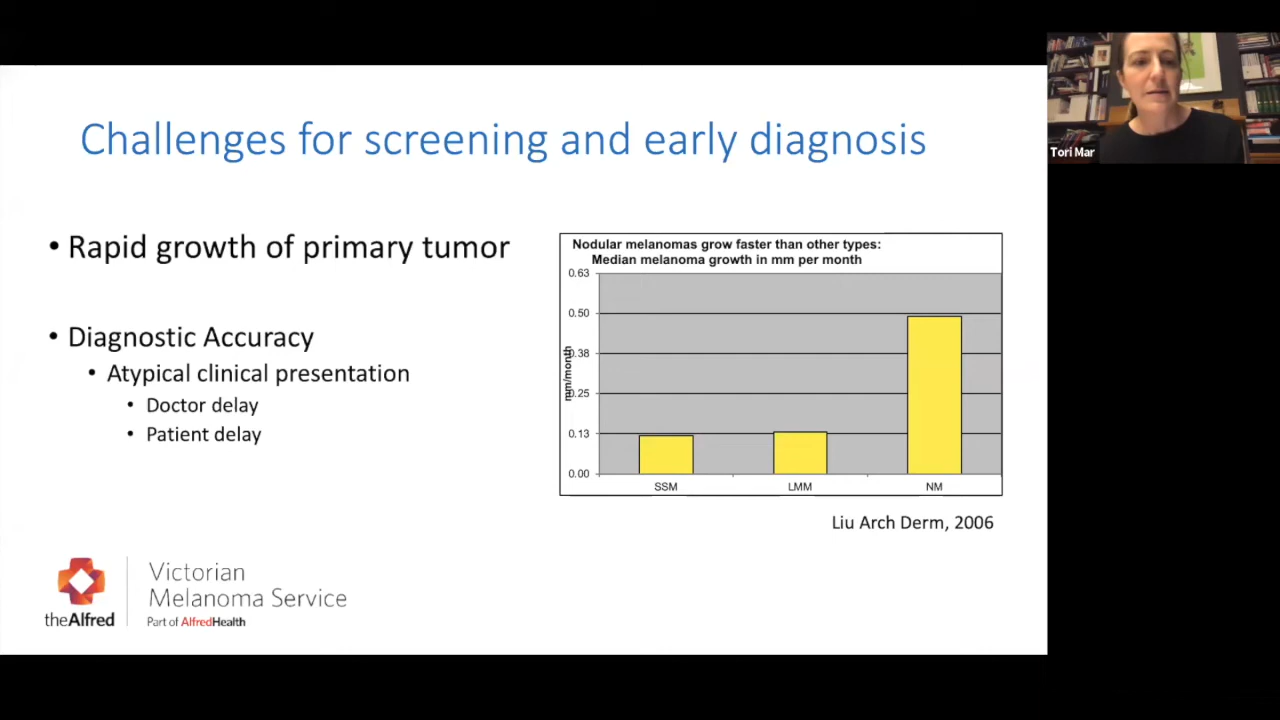 Challenges for screening and early diagnosis
Tori Mar
• Rapid growth of primary tumor
• Diagnostic Accuracy
• Atypical clinical presentation
• Doctor delay
• Patient delay
Nodular melanomas grow faster than other types:
Median melanoma growth in mm per month
0.63
0.50
0.38
0.25
0.13
0.00
mm/month
SSM LMM NM
Liu Arch Derm, 2006
theAlfred
Victorian
Melanoma Service
Part of AlfredHealth